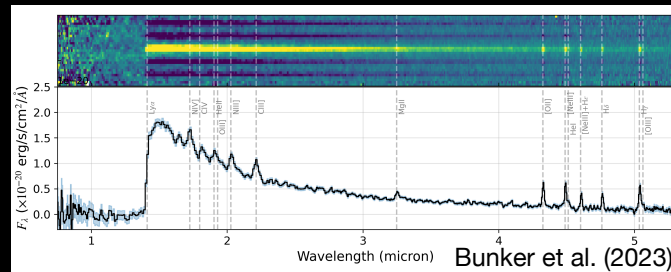 2.5
2.0
1.5
1.0
0.5
0.0
F_λ (×10⁻²⁰ erg/s/cm²/Å)
Lyα
NIV]
CIV
HeII
OIII]
NIII]
CIII]
MgII
[OII]
[NeIII]
HeI
[NeIII]+Hε
Hδ
Hγ
[OIII]
1 2 3 4 5
Wavelength (micron)
Bunker et al. (2023)